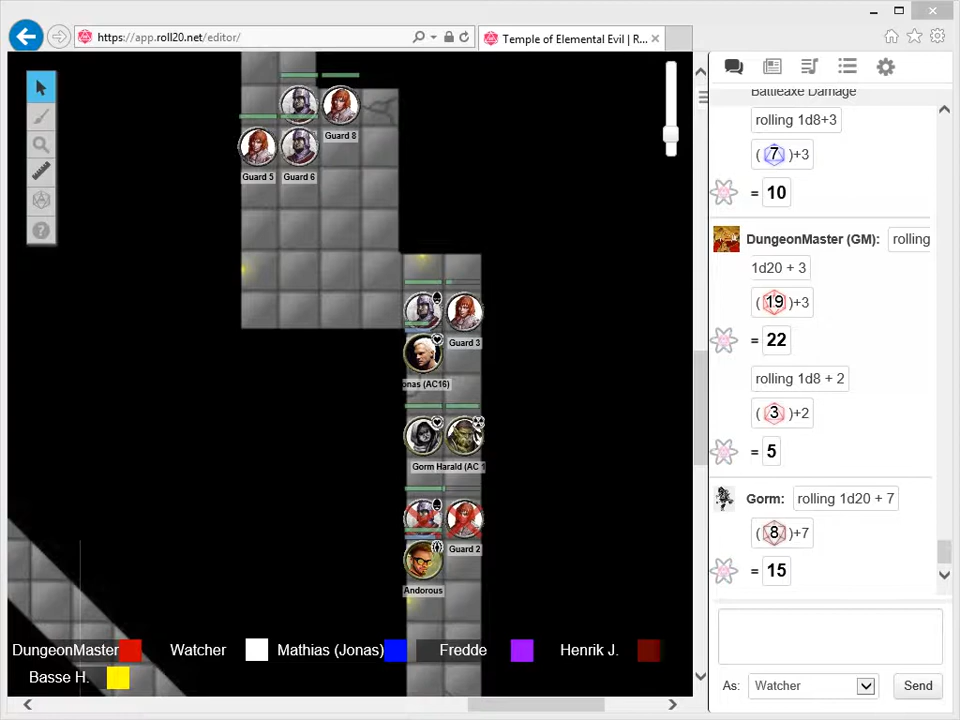 https://app.roll20.net/editor/
Temple of Elemental Evil | R...
Guard 8
Guard 5
Guard 6
Guard 3
onas (AC16)
Gorm Harald (AC 1
Guard 2
Andorous
DungeonMaster
Watcher
Mathias (Jonas)
Fredde
Henrik J.
Basse H.
Battleaxe Damage
rolling 1d8+3
(7)+3
= 10
DungeonMaster (GM): rolling
1d20 + 3
(19)+3
= 22
rolling 1d8 + 2
(3)+2
= 5
Gorm: rolling 1d20 + 7
(8)+7
= 15
As: Watcher
Send